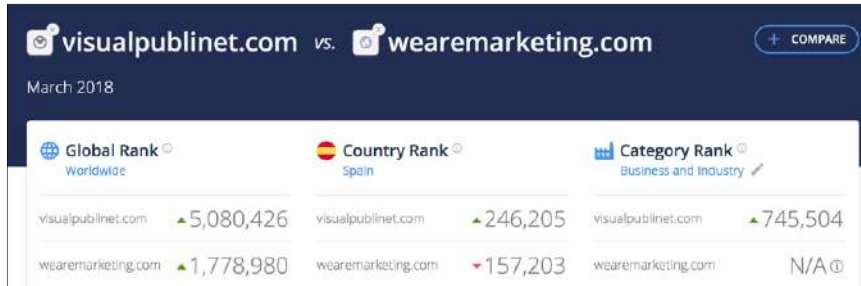 visualpublinet.com vs. wearemarketing.com + COMPARE
March 2018
Global Rank Country Rank Category Rank
Worldwide Spain Business and Industry
visualpublinet.com 5,080,426 visualpublinet.com 246,205 visualpublinet.com 745,504
wearemarketing.com 1,778,980 wearemarketing.com 157,203 wearemarketing.com N/A